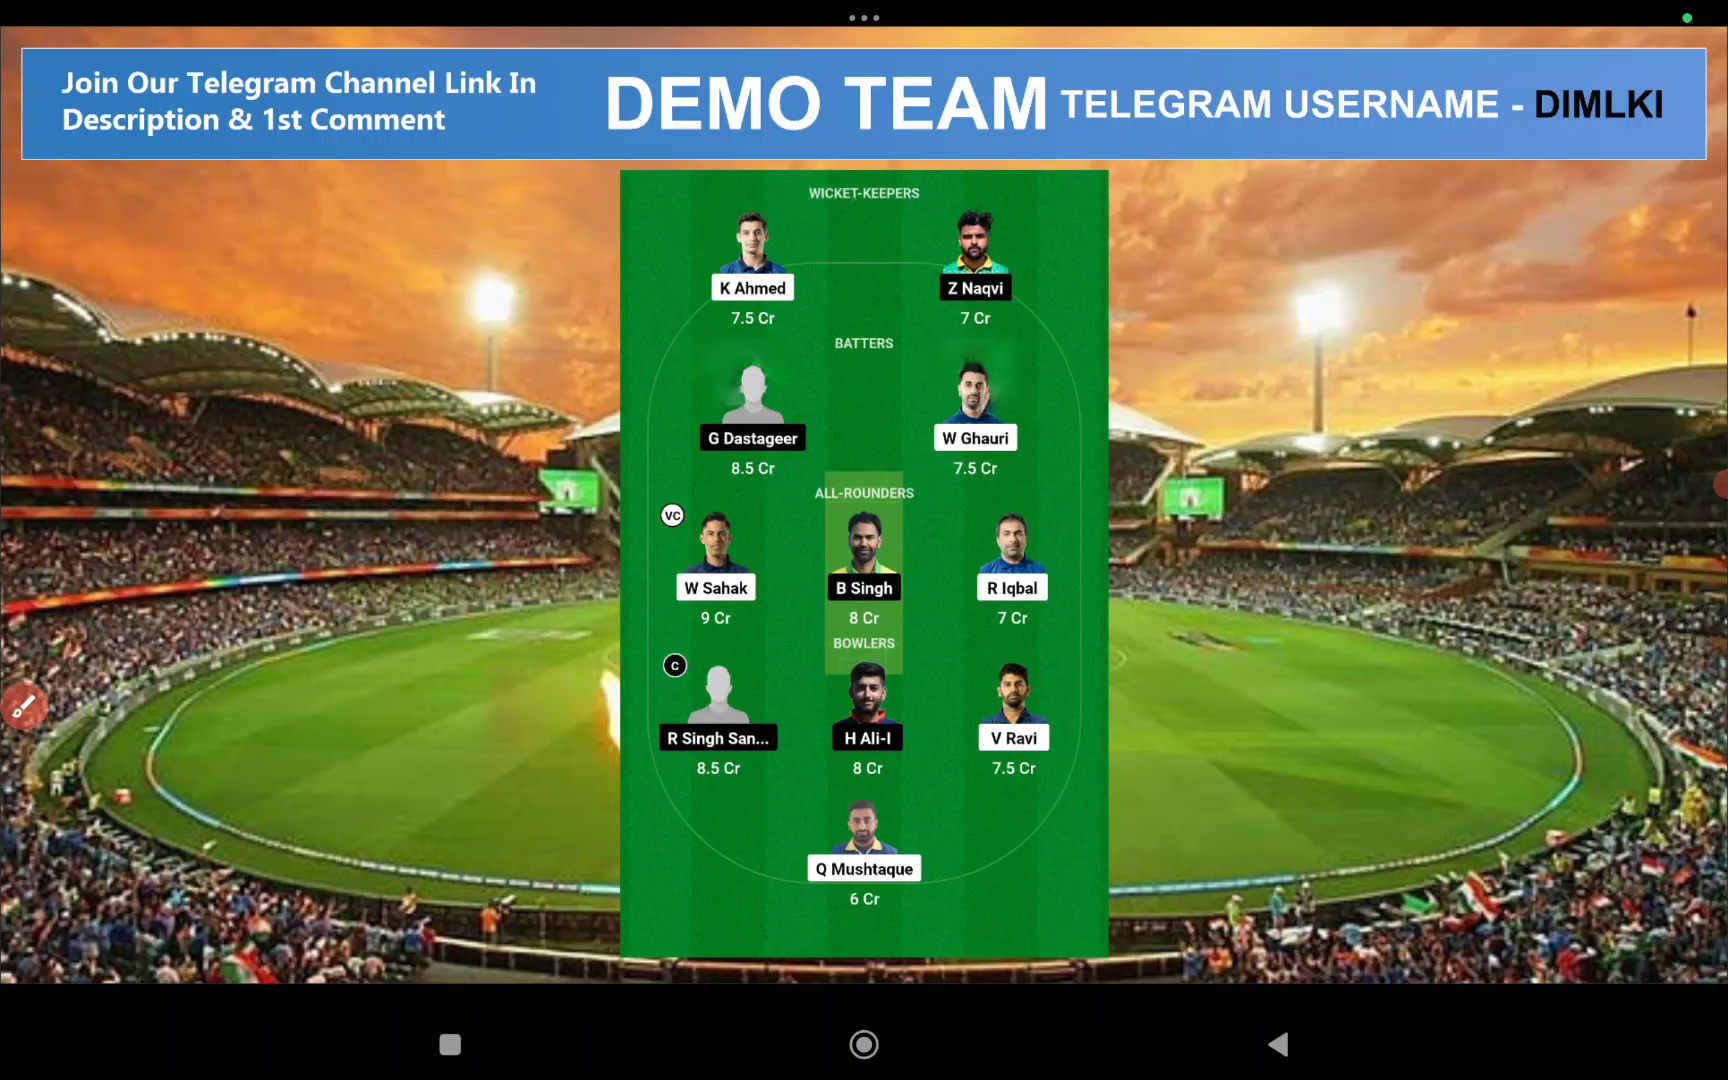 Join Our Telegram Channel Link In
Description & 1st Comment
DEMO TEAM
TELEGRAM USERNAME - DIMLKI
WICKET-KEEPERS
K Ahmed
Z Naqvi
7.5 Cr
7 Cr
BATTERS
G Dastageer
W Ghauri
8.5 Cr
7.5 Cr
ALL-ROUNDERS
VC
W Sahak
B Singh
R Iqbal
9 Cr
8 Cr
7 Cr
BOWLERS
C
R Singh San...
H Ali-I
V Ravi
8.5 Cr
8 Cr
7.5 Cr
Q Mushtaque
6 Cr